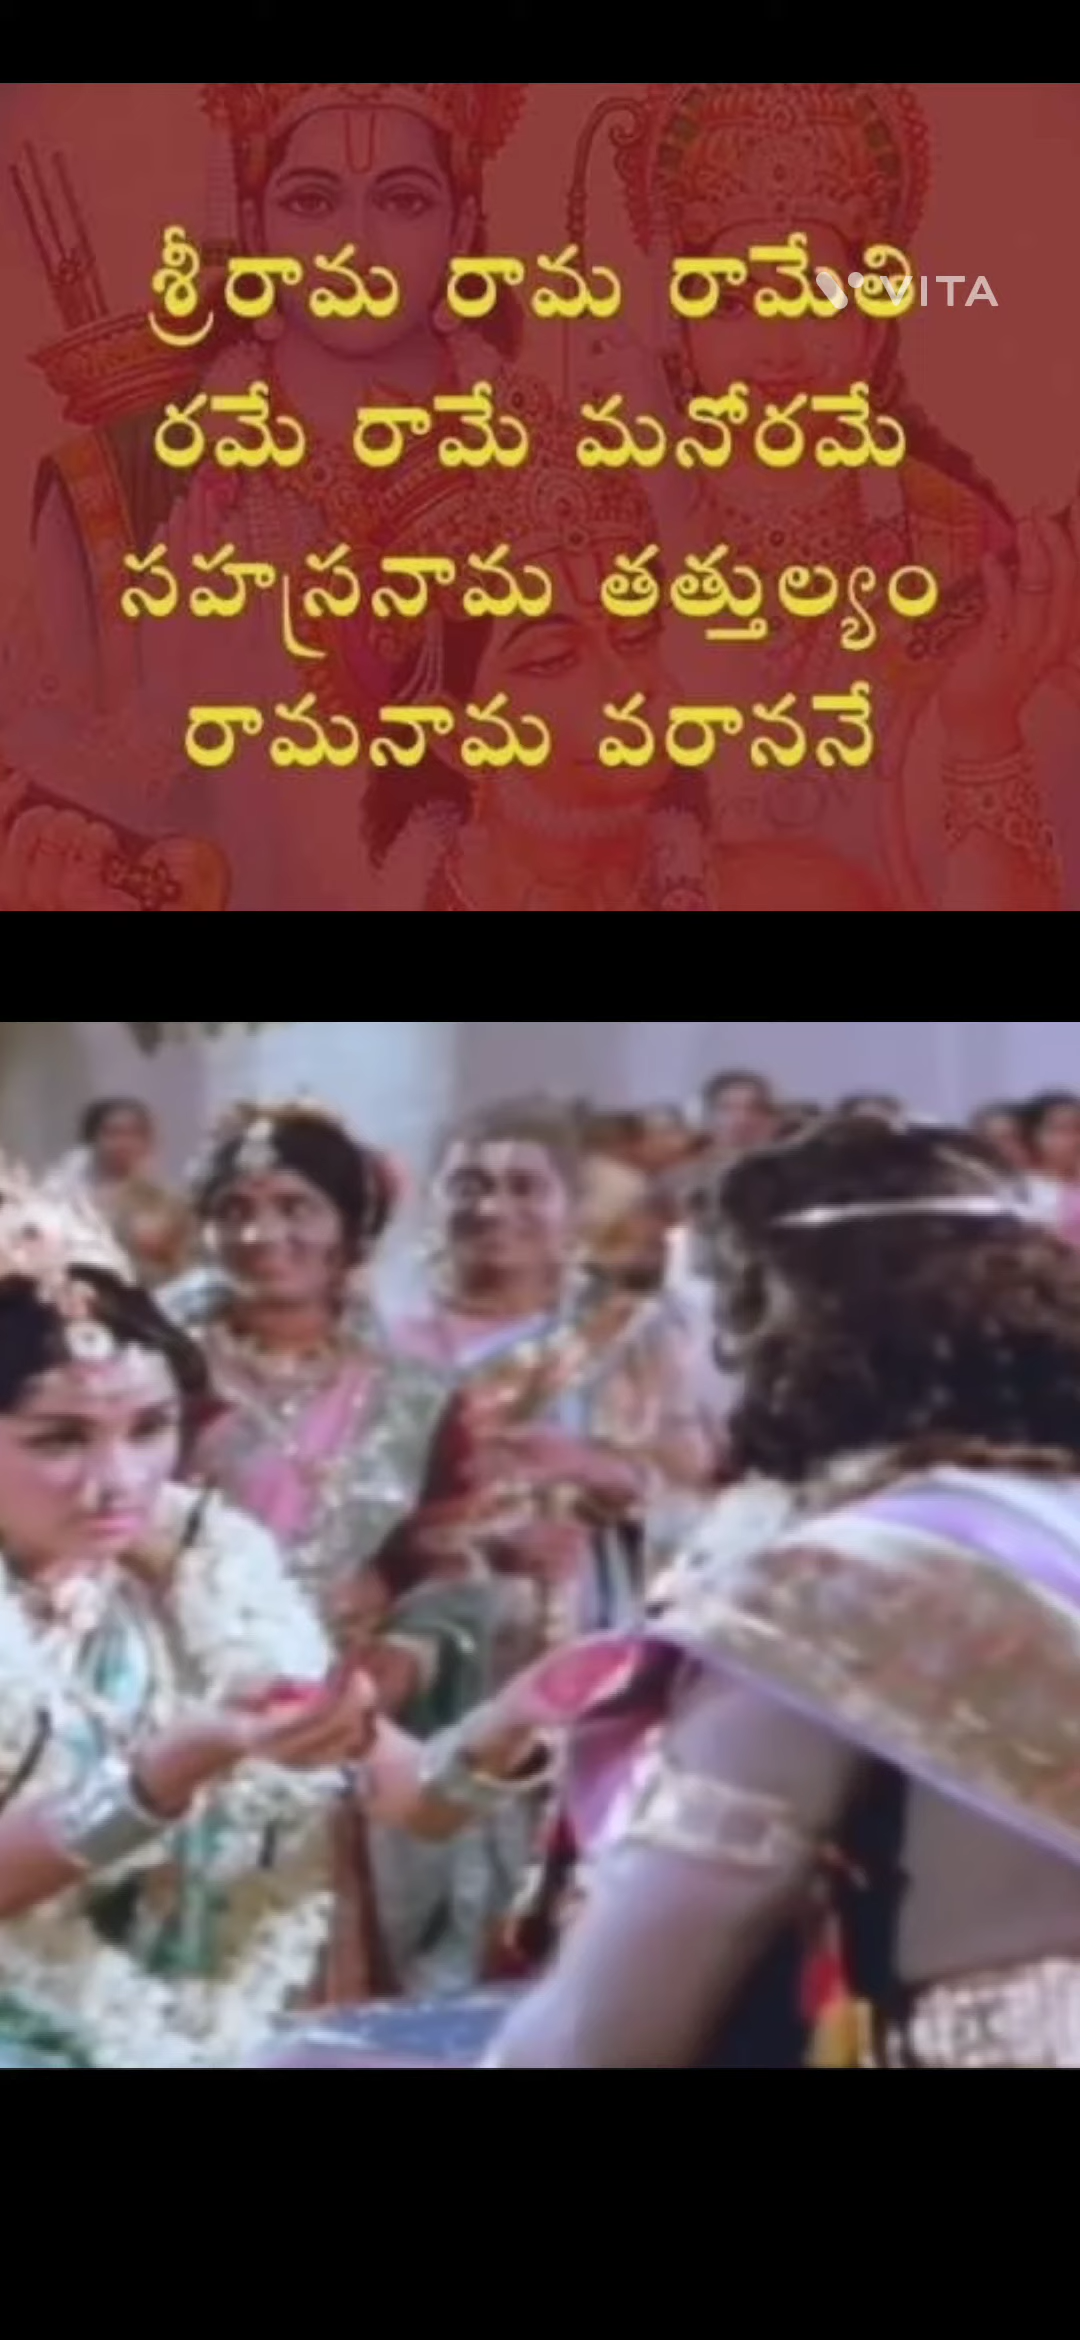 శ్రీరామ రామ రామేతి
VITA
రమే రామే మనోరమే
సహస్రనామ తత్తుల్యం
రామనామ వరాననే